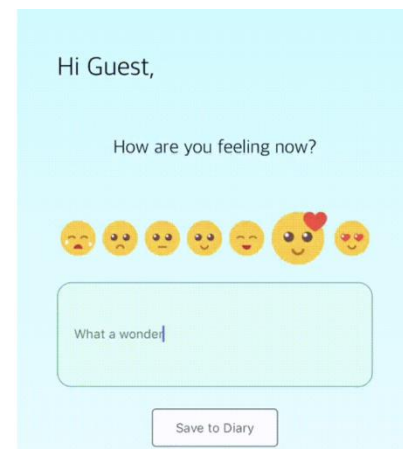 Hi Guest,
How are you feeling now?
What a wonder
Save to Diary